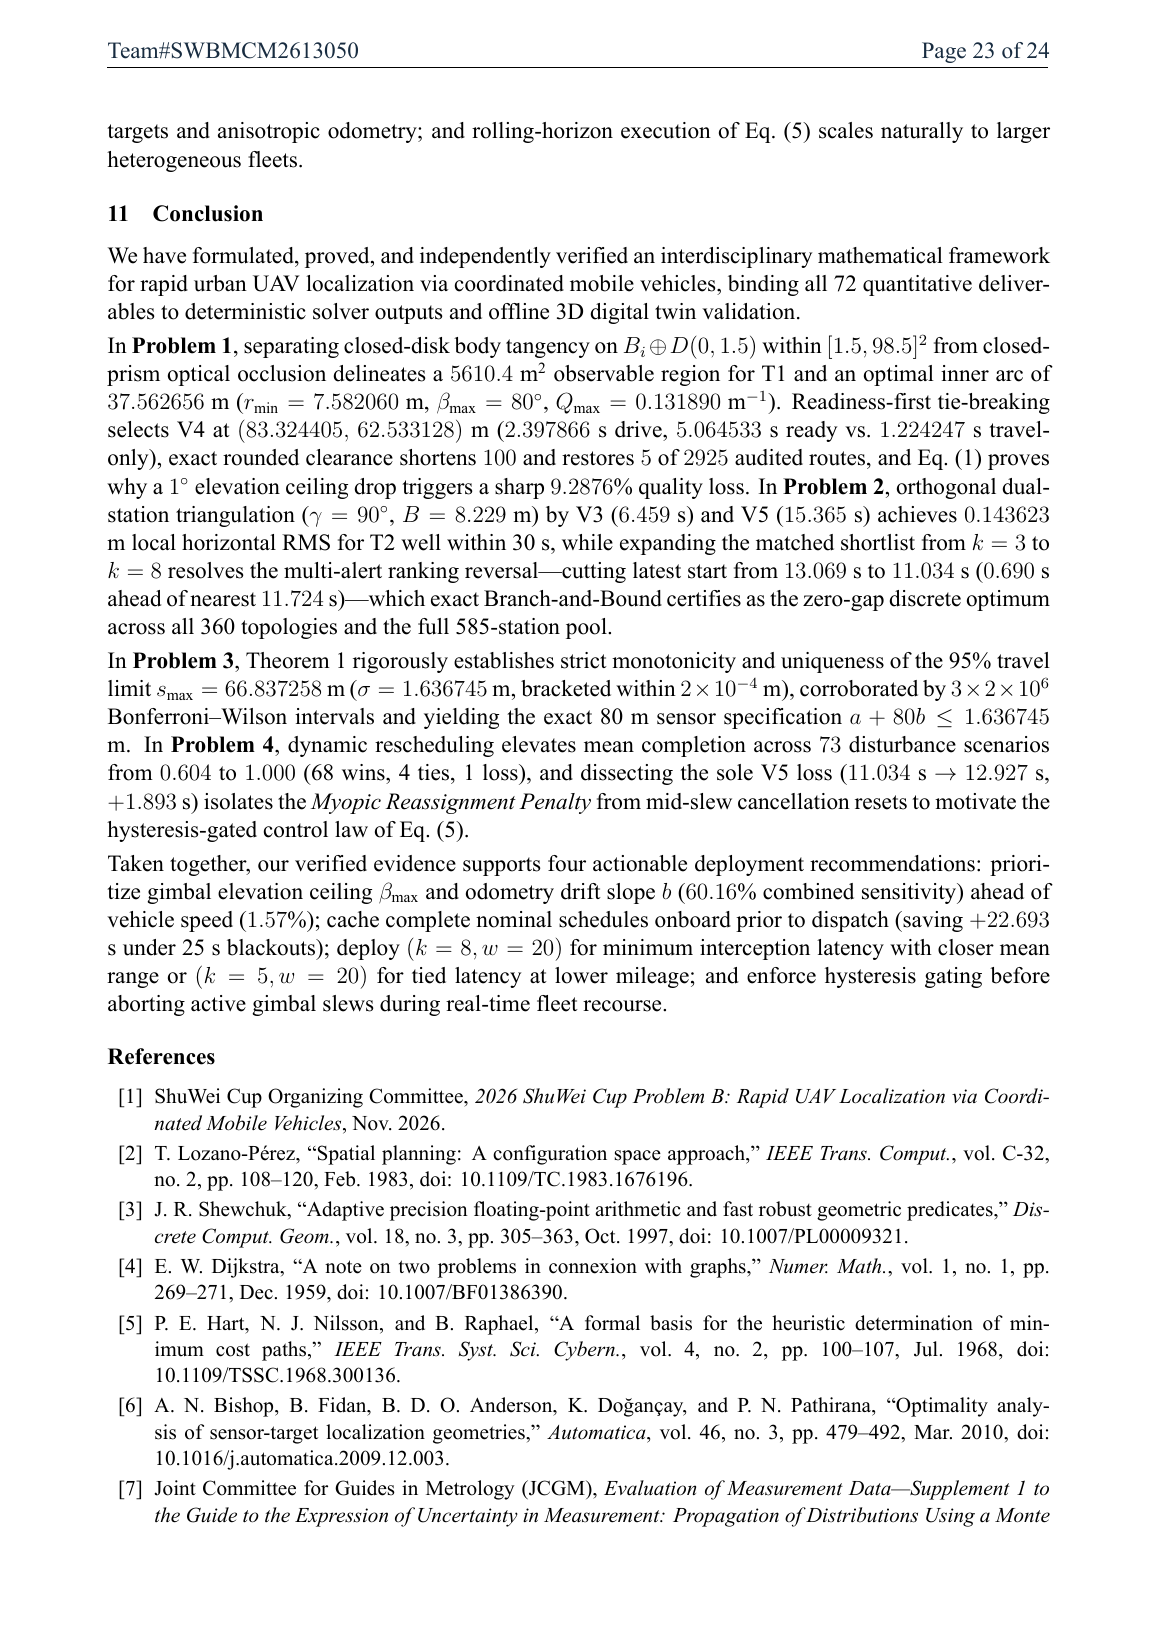 Team#SWBMCM2613050 Page 23 of 24
targets and anisotropic odometry; and rolling-horizon execution of Eq. (5) scales naturally to larger
heterogeneous fleets.
11 Conclusion
We have formulated, proved, and independently verified an interdisciplinary mathematical framework
for rapid urban UAV localization via coordinated mobile vehicles, binding all 72 quantitative deliver-
ables to deterministic solver outputs and offline 3D digital twin validation.
In Problem 1, separating closed-disk body tangency on B_i ⊕ D(0, 1.5) within [1.5, 98.5]² from closed-
prism optical occlusion delineates a 5610.4 m² observable region for T1 and an optimal inner arc of
37.562656 m (r_min = 7.582060 m, β_max = 80°, Q_max = 0.131890 m⁻¹). Readiness-first tie-breaking
selects V4 at (83.324405, 62.533128) m (2.397866 s drive, 5.064533 s ready vs. 1.224247 s travel-
only), exact rounded clearance shortens 100 and restores 5 of 2925 audited routes, and Eq. (1) proves
why a 1° elevation ceiling drop triggers a sharp 9.2876% quality loss. In Problem 2, orthogonal dual-
station triangulation (γ = 90°, B = 8.229 m) by V3 (6.459 s) and V5 (15.365 s) achieves 0.143623
m local horizontal RMS for T2 well within 30 s, while expanding the matched shortlist from k = 3 to
k = 8 resolves the multi-alert ranking reversal—cutting latest start from 13.069 s to 11.034 s (0.690 s
ahead of nearest 11.724 s)—which exact Branch-and-Bound certifies as the zero-gap discrete optimum
across all 360 topologies and the full 585-station pool.
In Problem 3, Theorem 1 rigorously establishes strict monotonicity and uniqueness of the 95% travel
limit s_max = 66.837258 m (σ = 1.636745 m, bracketed within 2×10⁻⁴ m), corroborated by 3×2×10⁶
Bonferroni–Wilson intervals and yielding the exact 80 m sensor specification a + 80b ≤ 1.636745
m. In Problem 4, dynamic rescheduling elevates mean completion across 73 disturbance scenarios
from 0.604 to 1.000 (68 wins, 4 ties, 1 loss), and dissecting the sole V5 loss (11.034 s → 12.927 s,
+1.893 s) isolates the Myopic Reassignment Penalty from mid-slew cancellation resets to motivate the
hysteresis-gated control law of Eq. (5).
Taken together, our verified evidence supports four actionable deployment recommendations: priori-
tize gimbal elevation ceiling β_max and odometry drift slope b (60.16% combined sensitivity) ahead of
vehicle speed (1.57%); cache complete nominal schedules onboard prior to dispatch (saving +22.693
s under 25 s blackouts); deploy (k = 8, w = 20) for minimum interception latency with closer mean
range or (k = 5, w = 20) for tied latency at lower mileage; and enforce hysteresis gating before
aborting active gimbal slews during real-time fleet recourse.
References
[1] ShuWei Cup Organizing Committee, 2026 ShuWei Cup Problem B: Rapid UAV Localization via Coordi-
nated Mobile Vehicles, Nov. 2026.
[2] T. Lozano-Pérez, “Spatial planning: A configuration space approach,” IEEE Trans. Comput., vol. C-32,
no. 2, pp. 108–120, Feb. 1983, doi: 10.1109/TC.1983.1676196.
[3] J. R. Shewchuk, “Adaptive precision floating-point arithmetic and fast robust geometric predicates,” Dis-
crete Comput. Geom., vol. 18, no. 3, pp. 305–363, Oct. 1997, doi: 10.1007/PL00009321.
[4] E. W. Dijkstra, “A note on two problems in connexion with graphs,” Numer. Math., vol. 1, no. 1, pp.
269–271, Dec. 1959, doi: 10.1007/BF01386390.
[5] P. E. Hart, N. J. Nilsson, and B. Raphael, “A formal basis for the heuristic determination of min-
imum cost paths,” IEEE Trans. Syst. Sci. Cybern., vol. 4, no. 2, pp. 100–107, Jul. 1968, doi:
10.1109/TSSC.1968.300136.
[6] A. N. Bishop, B. Fidan, B. D. O. Anderson, K. Doğançay, and P. N. Pathirana, “Optimality analy-
sis of sensor-target localization geometries,” Automatica, vol. 46, no. 3, pp. 479–492, Mar. 2010, doi:
10.1016/j.automatica.2009.12.003.
[7] Joint Committee for Guides in Metrology (JCGM), Evaluation of Measurement Data—Supplement 1 to
the Guide to the Expression of Uncertainty in Measurement: Propagation of Distributions Using a Monte